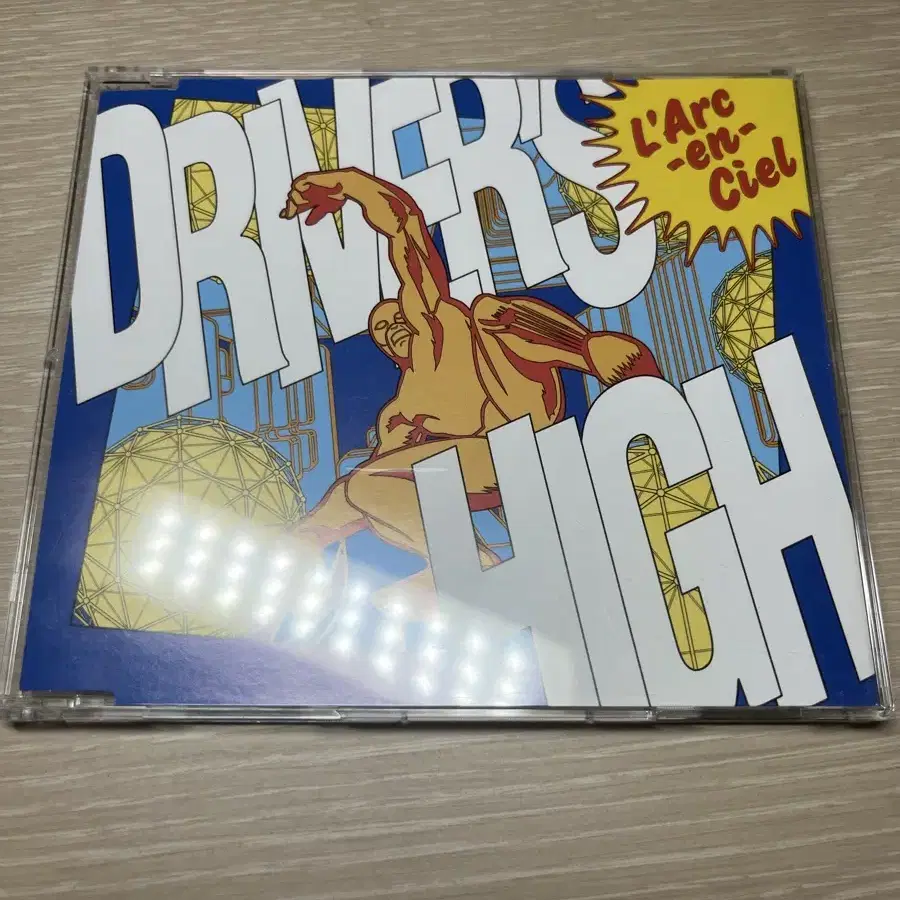 DRIVER'S
HIGH
L'Arc
-en-
Ciel